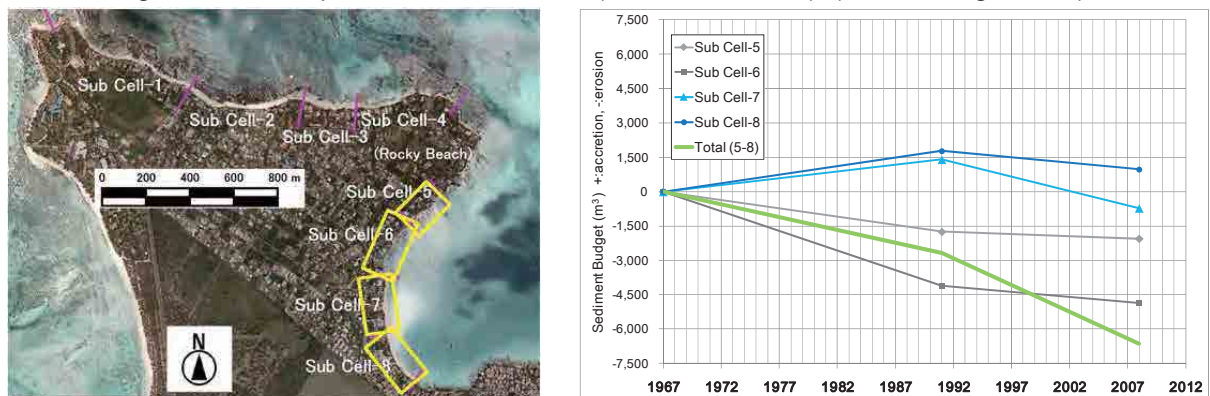 Sub Cell-1
Sub Cell-2
Sub Cell-3
Sub Cell-4
(Rocky Beach)
0 200 400 600 800 m
Sub Cell-5
Sub Cell-6
Sub Cell-7
Sub Cell-8
N
Sediment Budget (m³) +:accretion, -:erosion
7,500
6,000
4,500
3,000
1,500
0
-1,500
-3,000
-4,500
-6,000
-7,500
Sub Cell-5
Sub Cell-6
Sub Cell-7
Sub Cell-8
Total (5-8)
1967 1972 1977 1982 1987 1992 1997 2002 2007 2012